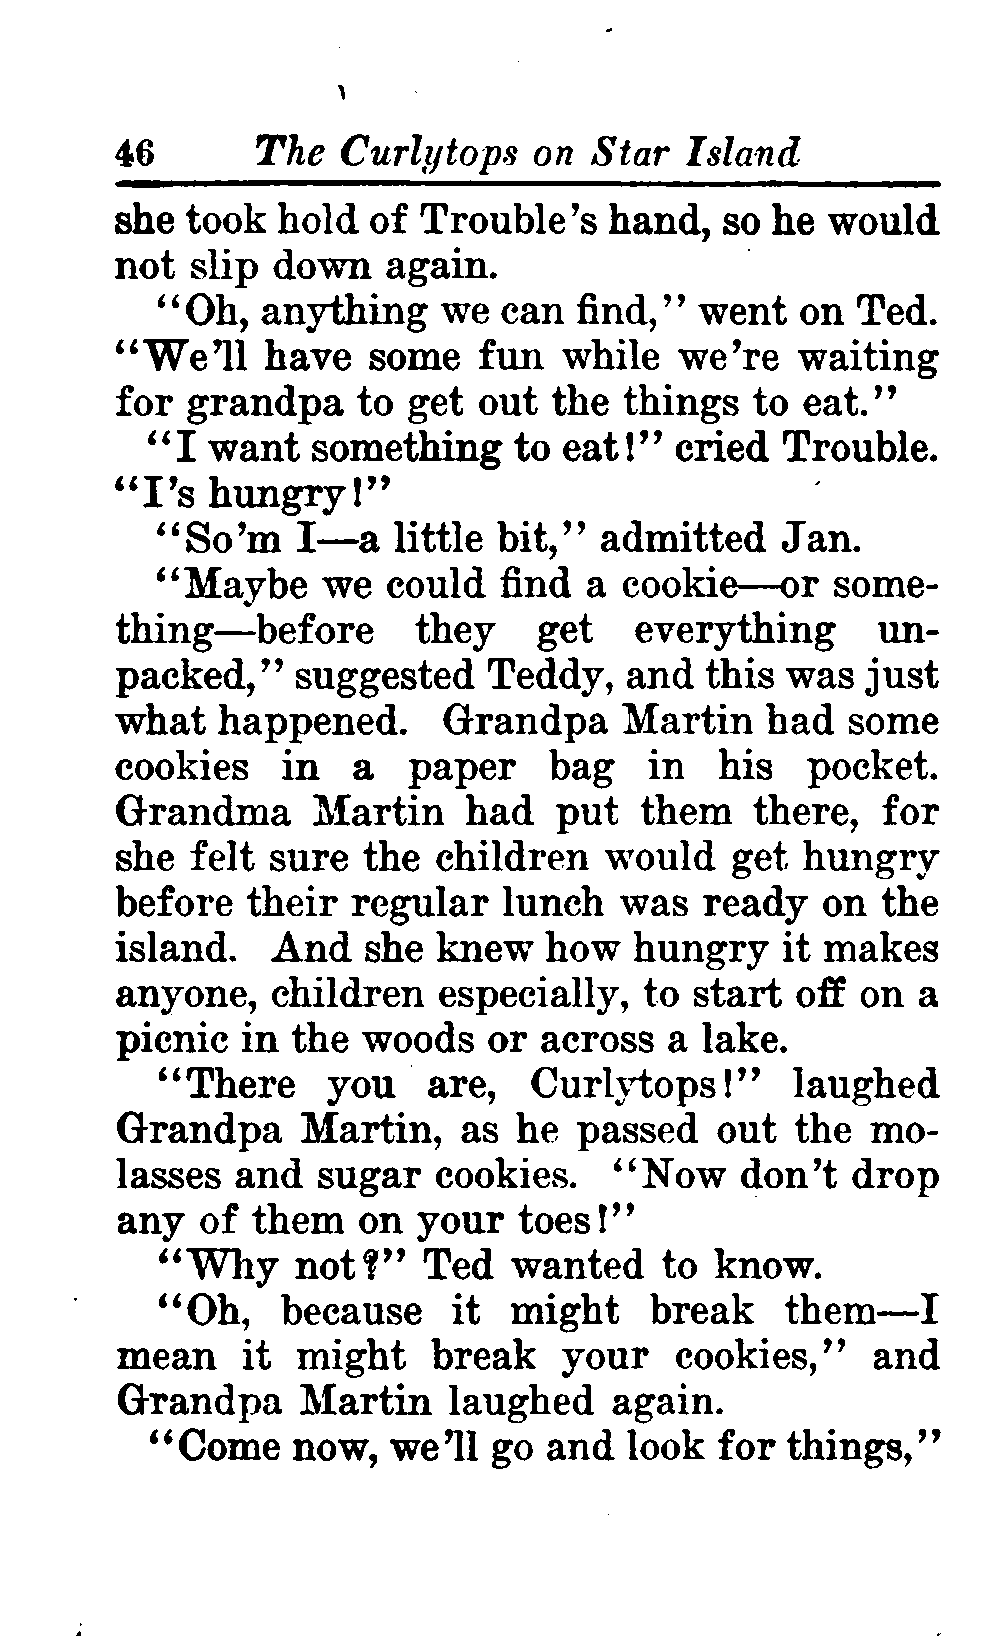 46 The Curlytops on Star Island
she took hold of Trouble's hand, so he would
not slip down again.
"Oh, anything we can find," went on Ted.
"We'll have some fun while we're waiting
for grandpa to get out the things to eat."
"I want something to eat!" cried Trouble.
"I's hungry!"
"So'm I—a little bit," admitted Jan.
"Maybe we could find a cookie—or some-
thing—before they get everything un-
packed," suggested Teddy, and this was just
what happened. Grandpa Martin had some
cookies in a paper bag in his pocket.
Grandma Martin had put them there, for
she felt sure the children would get hungry
before their regular lunch was ready on the
island. And she knew how hungry it makes
anyone, children especially, to start off on a
picnic in the woods or across a lake.
"There you are, Curlytops!" laughed
Grandpa Martin, as he passed out the mo-
lasses and sugar cookies. "Now don't drop
any of them on your toes!"
"Why not?" Ted wanted to know.
"Oh, because it might break them—I
mean it might break your cookies," and
Grandpa Martin laughed again.
"Come now, we'll go and look for things,"